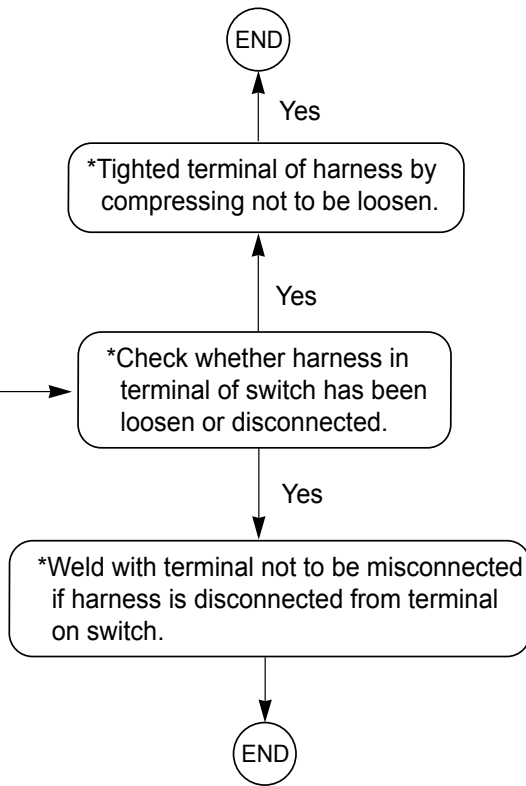 END
Yes
*Tighted terminal of harness by
compressing not to be loosen.
Yes
*Check whether harness in
terminal of switch has been
loosen or disconnected.
Yes
*Weld with terminal not to be misconnected
if harness is disconnected from terminal
on switch.
END